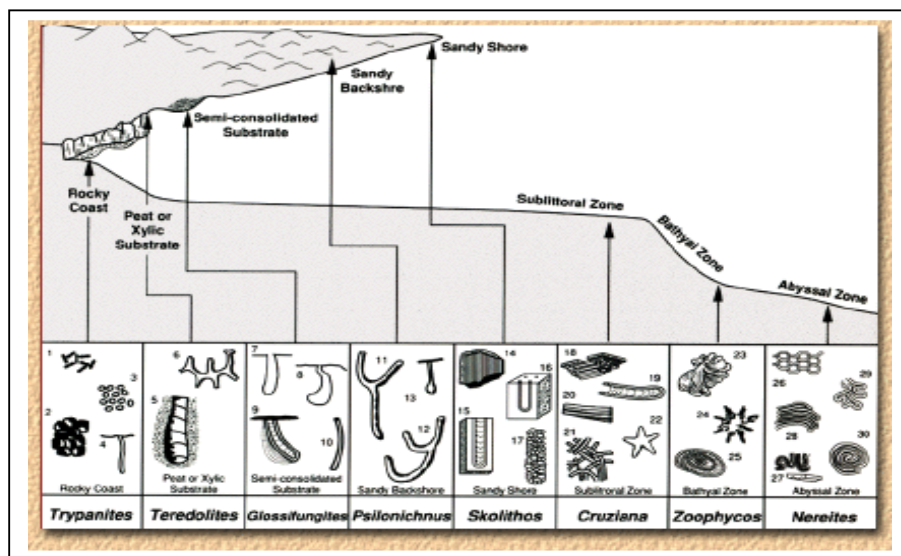 Sandy Shore
Sandy
Backshre
Semi-consolidated
Substrate
Rocky
Coast
Peat or
Xylic
Substrate
Sublittoral Zone
Bathyal Zone
Abyssal Zone
1
2
3
4
Rocky Coast
6
5
Peat or Xylic
Substrate
7
8
9
10
Semi-consolidated
Substrate
11
13
12
Sandy Backshore
14
16
15
17
Sandy Shore
18
19
20
21
22
Sublitroral Zone
23
24
25
Bathyal Zone
26
29
28
30
27
Abyssal Zone
Trypanites
Teredolites
Glossifungites
Psilonichnus
Skolithos
Cruziana
Zoophycos
Nereites